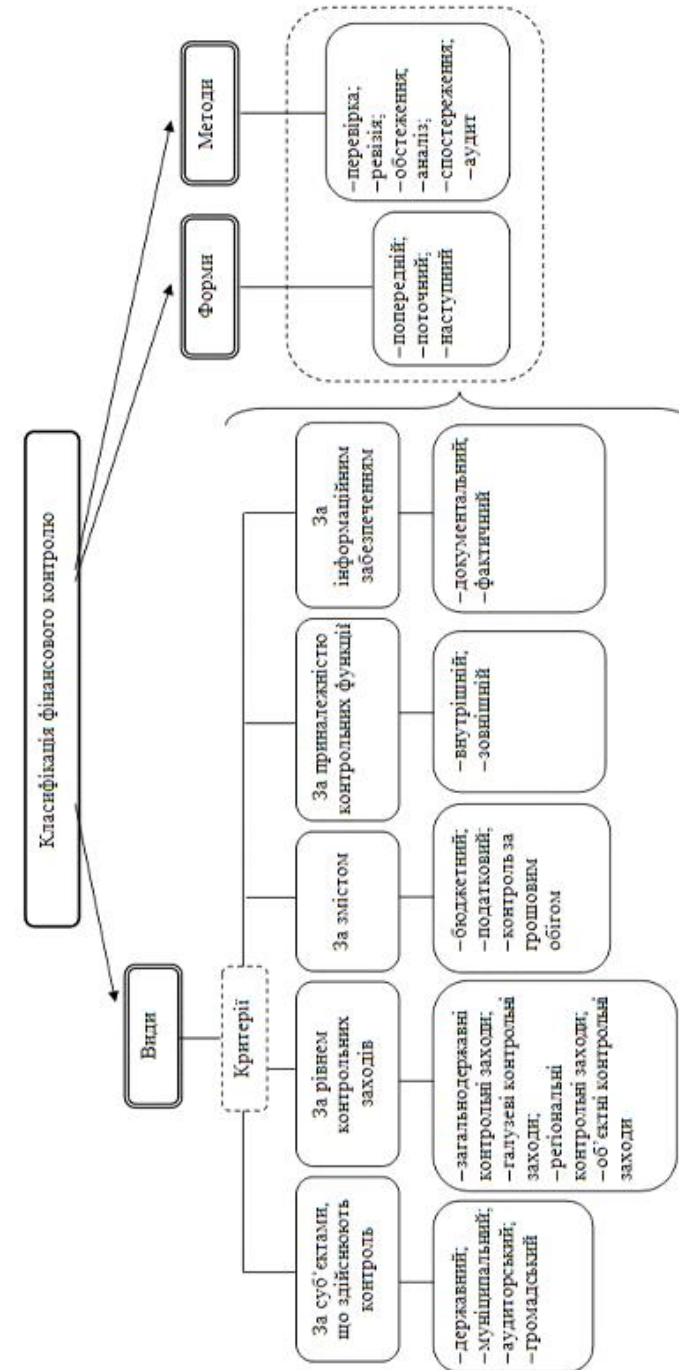 Класифікація фінансового контролю
Види
Форми
Методи
Критерії
За суб’єктами,
що здійснюють
контроль
За рівнем
контрольних
заходів
За змістом
За приналежністю
контрольних функції
За
інформаційним
забезпеченням
–державний;
–муніципальний;
–аудиторський;
–громадський
–загальнодержавні
контрольні заходи;
–галузеві контрольні
заходи;
–регіональні
контрольні заходи;
–об’єктні контрольні
заходи
–бюджетний;
–податковий;
–контроль за
грошовим
обігом
–внутрішній;
–зовнішній
–документальний;
–фактичний
–попередній;
–поточний;
–наступний
–перевірка;
–ревізія;
–обстеження;
–аналіз;
–спостереження;
–аудит